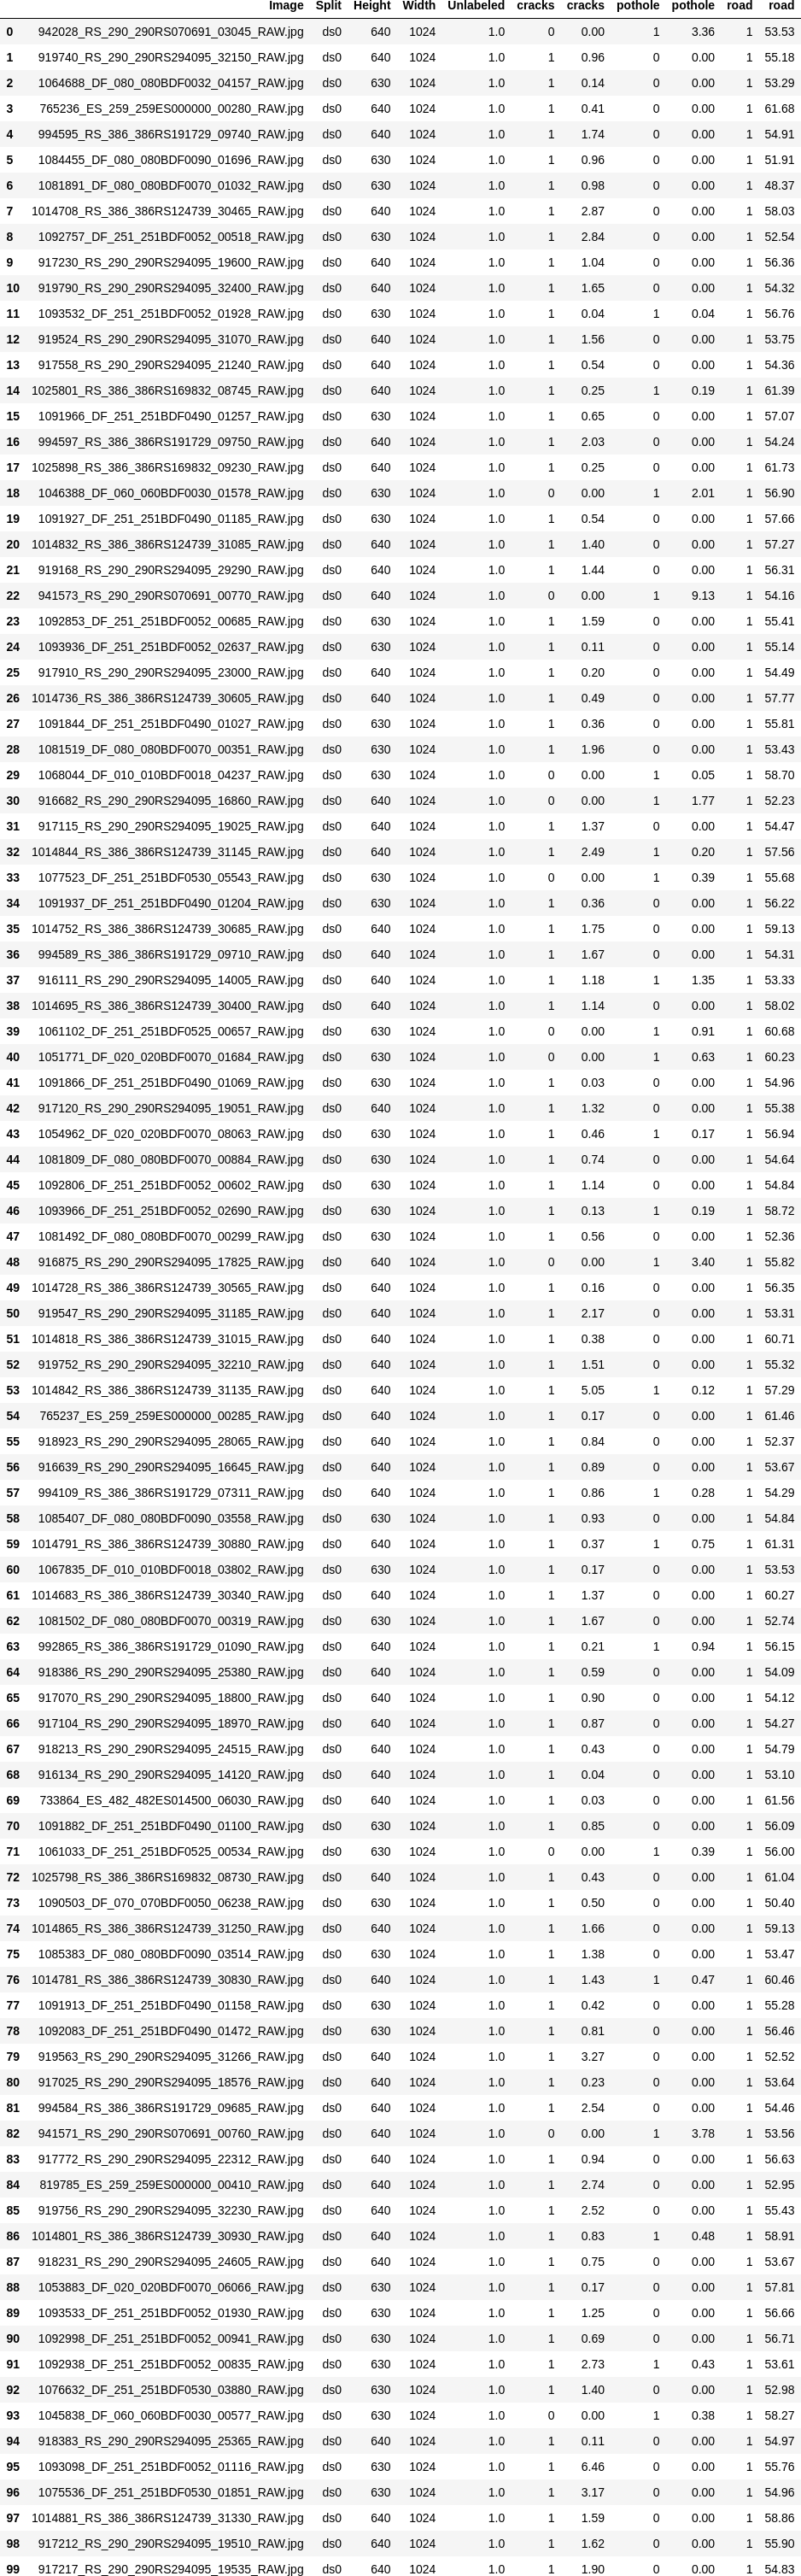 Image Split Height Width Unlabeled cracks cracks pothole pothole road road
0 942028_RS_290_290RS070691_03045_RAW.jpg ds0 640 1024 1.0 0 0.00 1 3.36 1 53.53
1 919740_RS_290_290RS294095_32150_RAW.jpg ds0 640 1024 1.0 1 0.96 0 0.00 1 55.18
2 1064688_DF_080_080BDF0032_04157_RAW.jpg ds0 630 1024 1.0 1 0.14 0 0.00 1 53.29
3 765236_ES_259_259ES000000_00280_RAW.jpg ds0 640 1024 1.0 1 0.41 0 0.00 1 61.68
4 994595_RS_386_386RS191729_09740_RAW.jpg ds0 640 1024 1.0 1 1.74 0 0.00 1 54.91
5 1084455_DF_080_080BDF0090_01696_RAW.jpg ds0 630 1024 1.0 1 0.96 0 0.00 1 51.91
6 1081891_DF_080_080BDF0070_01032_RAW.jpg ds0 630 1024 1.0 1 0.98 0 0.00 1 48.37
7 1014708_RS_386_386RS124739_30465_RAW.jpg ds0 640 1024 1.0 1 2.87 0 0.00 1 58.03
8 1092757_DF_251_251BDF0052_00518_RAW.jpg ds0 630 1024 1.0 1 2.84 0 0.00 1 52.54
9 917230_RS_290_290RS294095_19600_RAW.jpg ds0 640 1024 1.0 1 1.04 0 0.00 1 56.36
10 919790_RS_290_290RS294095_32400_RAW.jpg ds0 640 1024 1.0 1 1.65 0 0.00 1 54.32
11 1093532_DF_251_251BDF0052_01928_RAW.jpg ds0 630 1024 1.0 1 0.04 1 0.04 1 56.76
12 919524_RS_290_290RS294095_31070_RAW.jpg ds0 640 1024 1.0 1 1.56 0 0.00 1 53.75
13 917558_RS_290_290RS294095_21240_RAW.jpg ds0 640 1024 1.0 1 0.54 0 0.00 1 54.36
14 1025801_RS_386_386RS169832_08745_RAW.jpg ds0 640 1024 1.0 1 0.25 1 0.19 1 61.39
15 1091966_DF_251_251BDF0490_01257_RAW.jpg ds0 630 1024 1.0 1 0.65 0 0.00 1 57.07
16 994597_RS_386_386RS191729_09750_RAW.jpg ds0 640 1024 1.0 1 2.03 0 0.00 1 54.24
17 1025898_RS_386_386RS169832_09230_RAW.jpg ds0 640 1024 1.0 1 0.25 0 0.00 1 61.73
18 1046388_DF_060_060BDF0030_01578_RAW.jpg ds0 630 1024 1.0 0 0.00 1 2.01 1 56.90
19 1091927_DF_251_251BDF0490_01185_RAW.jpg ds0 630 1024 1.0 1 0.54 0 0.00 1 57.66
20 1014832_RS_386_386RS124739_31085_RAW.jpg ds0 640 1024 1.0 1 1.40 0 0.00 1 57.27
21 919168_RS_290_290RS294095_29290_RAW.jpg ds0 640 1024 1.0 1 1.44 0 0.00 1 56.31
22 941573_RS_290_290RS070691_00770_RAW.jpg ds0 640 1024 1.0 0 0.00 1 9.13 1 54.16
23 1092853_DF_251_251BDF0052_00685_RAW.jpg ds0 630 1024 1.0 1 1.59 0 0.00 1 55.41
24 1093936_DF_251_251BDF0052_02637_RAW.jpg ds0 630 1024 1.0 1 0.11 0 0.00 1 55.14
25 917910_RS_290_290RS294095_23000_RAW.jpg ds0 640 1024 1.0 1 0.20 0 0.00 1 54.49
26 1014736_RS_386_386RS124739_30605_RAW.jpg ds0 640 1024 1.0 1 0.49 0 0.00 1 57.77
27 1091844_DF_251_251BDF0490_01027_RAW.jpg ds0 630 1024 1.0 1 0.36 0 0.00 1 55.81
28 1081519_DF_080_080BDF0070_00351_RAW.jpg ds0 630 1024 1.0 1 1.96 0 0.00 1 53.43
29 1068044_DF_010_010BDF0018_04237_RAW.jpg ds0 630 1024 1.0 0 0.00 1 0.05 1 58.70
30 916682_RS_290_290RS294095_16860_RAW.jpg ds0 640 1024 1.0 0 0.00 1 1.77 1 52.23
31 917115_RS_290_290RS294095_19025_RAW.jpg ds0 640 1024 1.0 1 1.37 0 0.00 1 54.47
32 1014844_RS_386_386RS124739_31145_RAW.jpg ds0 640 1024 1.0 1 2.49 1 0.20 1 57.56
33 1077523_DF_251_251BDF0530_05543_RAW.jpg ds0 630 1024 1.0 0 0.00 1 0.39 1 55.68
34 1091937_DF_251_251BDF0490_01204_RAW.jpg ds0 630 1024 1.0 1 0.36 0 0.00 1 56.22
35 1014752_RS_386_386RS124739_30685_RAW.jpg ds0 640 1024 1.0 1 1.75 0 0.00 1 59.13
36 994589_RS_386_386RS191729_09710_RAW.jpg ds0 640 1024 1.0 1 1.67 0 0.00 1 54.31
37 916111_RS_290_290RS294095_14005_RAW.jpg ds0 640 1024 1.0 1 1.18 1 1.35 1 53.33
38 1014695_RS_386_386RS124739_30400_RAW.jpg ds0 640 1024 1.0 1 1.14 0 0.00 1 58.02
39 1061102_DF_251_251BDF0525_00657_RAW.jpg ds0 630 1024 1.0 0 0.00 1 0.91 1 60.68
40 1051771_DF_020_020BDF0070_01684_RAW.jpg ds0 630 1024 1.0 0 0.00 1 0.63 1 60.23
41 1091866_DF_251_251BDF0490_01069_RAW.jpg ds0 630 1024 1.0 1 0.03 0 0.00 1 54.96
42 917120_RS_290_290RS294095_19051_RAW.jpg ds0 640 1024 1.0 1 1.32 0 0.00 1 55.38
43 1054962_DF_020_020BDF0070_08063_RAW.jpg ds0 630 1024 1.0 1 0.46 1 0.17 1 56.94
44 1081809_DF_080_080BDF0070_00884_RAW.jpg ds0 630 1024 1.0 1 0.74 0 0.00 1 54.64
45 1092806_DF_251_251BDF0052_00602_RAW.jpg ds0 630 1024 1.0 1 1.14 0 0.00 1 54.84
46 1093966_DF_251_251BDF0052_02690_RAW.jpg ds0 630 1024 1.0 1 0.13 1 0.19 1 58.72
47 1081492_DF_080_080BDF0070_00299_RAW.jpg ds0 630 1024 1.0 1 0.56 0 0.00 1 52.36
48 916875_RS_290_290RS294095_17825_RAW.jpg ds0 640 1024 1.0 0 0.00 1 3.40 1 55.82
49 1014728_RS_386_386RS124739_30565_RAW.jpg ds0 640 1024 1.0 1 0.16 0 0.00 1 56.35
50 919547_RS_290_290RS294095_31185_RAW.jpg ds0 640 1024 1.0 1 2.17 0 0.00 1 53.31
51 1014818_RS_386_386RS124739_31015_RAW.jpg ds0 640 1024 1.0 1 0.38 0 0.00 1 60.71
52 919752_RS_290_290RS294095_32210_RAW.jpg ds0 640 1024 1.0 1 1.51 0 0.00 1 55.32
53 1014842_RS_386_386RS124739_31135_RAW.jpg ds0 640 1024 1.0 1 5.05 1 0.12 1 57.29
54 765237_ES_259_259ES000000_00285_RAW.jpg ds0 640 1024 1.0 1 0.17 0 0.00 1 61.46
55 918923_RS_290_290RS294095_28065_RAW.jpg ds0 640 1024 1.0 1 0.84 0 0.00 1 52.37
56 916639_RS_290_290RS294095_16645_RAW.jpg ds0 640 1024 1.0 1 0.89 0 0.00 1 53.67
57 994109_RS_386_386RS191729_07311_RAW.jpg ds0 640 1024 1.0 1 0.86 1 0.28 1 54.29
58 1085407_DF_080_080BDF0090_03558_RAW.jpg ds0 630 1024 1.0 1 0.93 0 0.00 1 54.84
59 1014791_RS_386_386RS124739_30880_RAW.jpg ds0 640 1024 1.0 1 0.37 1 0.75 1 61.31
60 1067835_DF_010_010BDF0018_03802_RAW.jpg ds0 630 1024 1.0 1 0.17 0 0.00 1 53.53
61 1014683_RS_386_386RS124739_30340_RAW.jpg ds0 640 1024 1.0 1 1.37 0 0.00 1 60.27
62 1081502_DF_080_080BDF0070_00319_RAW.jpg ds0 630 1024 1.0 1 1.67 0 0.00 1 52.74
63 992865_RS_386_386RS191729_01090_RAW.jpg ds0 640 1024 1.0 1 0.21 1 0.94 1 56.15
64 918386_RS_290_290RS294095_25380_RAW.jpg ds0 640 1024 1.0 1 0.59 0 0.00 1 54.09
65 917070_RS_290_290RS294095_18800_RAW.jpg ds0 640 1024 1.0 1 0.90 0 0.00 1 54.12
66 917104_RS_290_290RS294095_18970_RAW.jpg ds0 640 1024 1.0 1 0.87 0 0.00 1 54.27
67 918213_RS_290_290RS294095_24515_RAW.jpg ds0 640 1024 1.0 1 0.43 0 0.00 1 54.79
68 916134_RS_290_290RS294095_14120_RAW.jpg ds0 640 1024 1.0 1 0.04 0 0.00 1 53.10
69 733864_ES_482_482ES014500_06030_RAW.jpg ds0 640 1024 1.0 1 0.03 0 0.00 1 61.56
70 1091882_DF_251_251BDF0490_01100_RAW.jpg ds0 630 1024 1.0 1 0.85 0 0.00 1 56.09
71 1061033_DF_251_251BDF0525_00534_RAW.jpg ds0 630 1024 1.0 0 0.00 1 0.39 1 56.00
72 1025798_RS_386_386RS169832_08730_RAW.jpg ds0 640 1024 1.0 1 0.43 0 0.00 1 61.04
73 1090503_DF_070_070BDF0050_06238_RAW.jpg ds0 630 1024 1.0 1 0.50 0 0.00 1 50.40
74 1014865_RS_386_386RS124739_31250_RAW.jpg ds0 640 1024 1.0 1 1.66 0 0.00 1 59.13
75 1085383_DF_080_080BDF0090_03514_RAW.jpg ds0 630 1024 1.0 1 1.38 0 0.00 1 53.47
76 1014781_RS_386_386RS124739_30830_RAW.jpg ds0 640 1024 1.0 1 1.43 1 0.47 1 60.46
77 1091913_DF_251_251BDF0490_01158_RAW.jpg ds0 630 1024 1.0 1 0.42 0 0.00 1 55.28
78 1092083_DF_251_251BDF0490_01472_RAW.jpg ds0 630 1024 1.0 1 0.81 0 0.00 1 56.46
79 919563_RS_290_290RS294095_31266_RAW.jpg ds0 640 1024 1.0 1 3.27 0 0.00 1 52.52
80 917025_RS_290_290RS294095_18576_RAW.jpg ds0 640 1024 1.0 1 0.23 0 0.00 1 53.64
81 994584_RS_386_386RS191729_09685_RAW.jpg ds0 640 1024 1.0 1 2.54 0 0.00 1 54.46
82 941571_RS_290_290RS070691_00760_RAW.jpg ds0 640 1024 1.0 0 0.00 1 3.78 1 53.56
83 917772_RS_290_290RS294095_22312_RAW.jpg ds0 640 1024 1.0 1 0.94 0 0.00 1 56.63
84 819785_ES_259_259ES000000_00410_RAW.jpg ds0 640 1024 1.0 1 2.74 0 0.00 1 52.95
85 919756_RS_290_290RS294095_32230_RAW.jpg ds0 640 1024 1.0 1 2.52 0 0.00 1 55.43
86 1014801_RS_386_386RS124739_30930_RAW.jpg ds0 640 1024 1.0 1 0.83 1 0.48 1 58.91
87 918231_RS_290_290RS294095_24605_RAW.jpg ds0 640 1024 1.0 1 0.75 0 0.00 1 53.67
88 1053883_DF_020_020BDF0070_06066_RAW.jpg ds0 630 1024 1.0 1 0.17 0 0.00 1 57.81
89 1093533_DF_251_251BDF0052_01930_RAW.jpg ds0 630 1024 1.0 1 1.25 0 0.00 1 56.66
90 1092998_DF_251_251BDF0052_00941_RAW.jpg ds0 630 1024 1.0 1 0.69 0 0.00 1 56.71
91 1092938_DF_251_251BDF0052_00835_RAW.jpg ds0 630 1024 1.0 1 2.73 1 0.43 1 53.61
92 1076632_DF_251_251BDF0530_03880_RAW.jpg ds0 630 1024 1.0 1 1.40 0 0.00 1 52.98
93 1045838_DF_060_060BDF0030_00577_RAW.jpg ds0 630 1024 1.0 0 0.00 1 0.38 1 58.27
94 918383_RS_290_290RS294095_25365_RAW.jpg ds0 640 1024 1.0 1 0.11 0 0.00 1 54.97
95 1093098_DF_251_251BDF0052_01116_RAW.jpg ds0 630 1024 1.0 1 6.46 0 0.00 1 55.76
96 1075536_DF_251_251BDF0530_01851_RAW.jpg ds0 630 1024 1.0 1 3.17 0 0.00 1 54.96
97 1014881_RS_386_386RS124739_31330_RAW.jpg ds0 640 1024 1.0 1 1.59 0 0.00 1 58.86
98 917212_RS_290_290RS294095_19510_RAW.jpg ds0 640 1024 1.0 1 1.62 0 0.00 1 55.90
99 917217_RS_290_290RS294095_19535_RAW.jpg ds0 640 1024 1.0 1 1.90 0 0.00 1 54.83